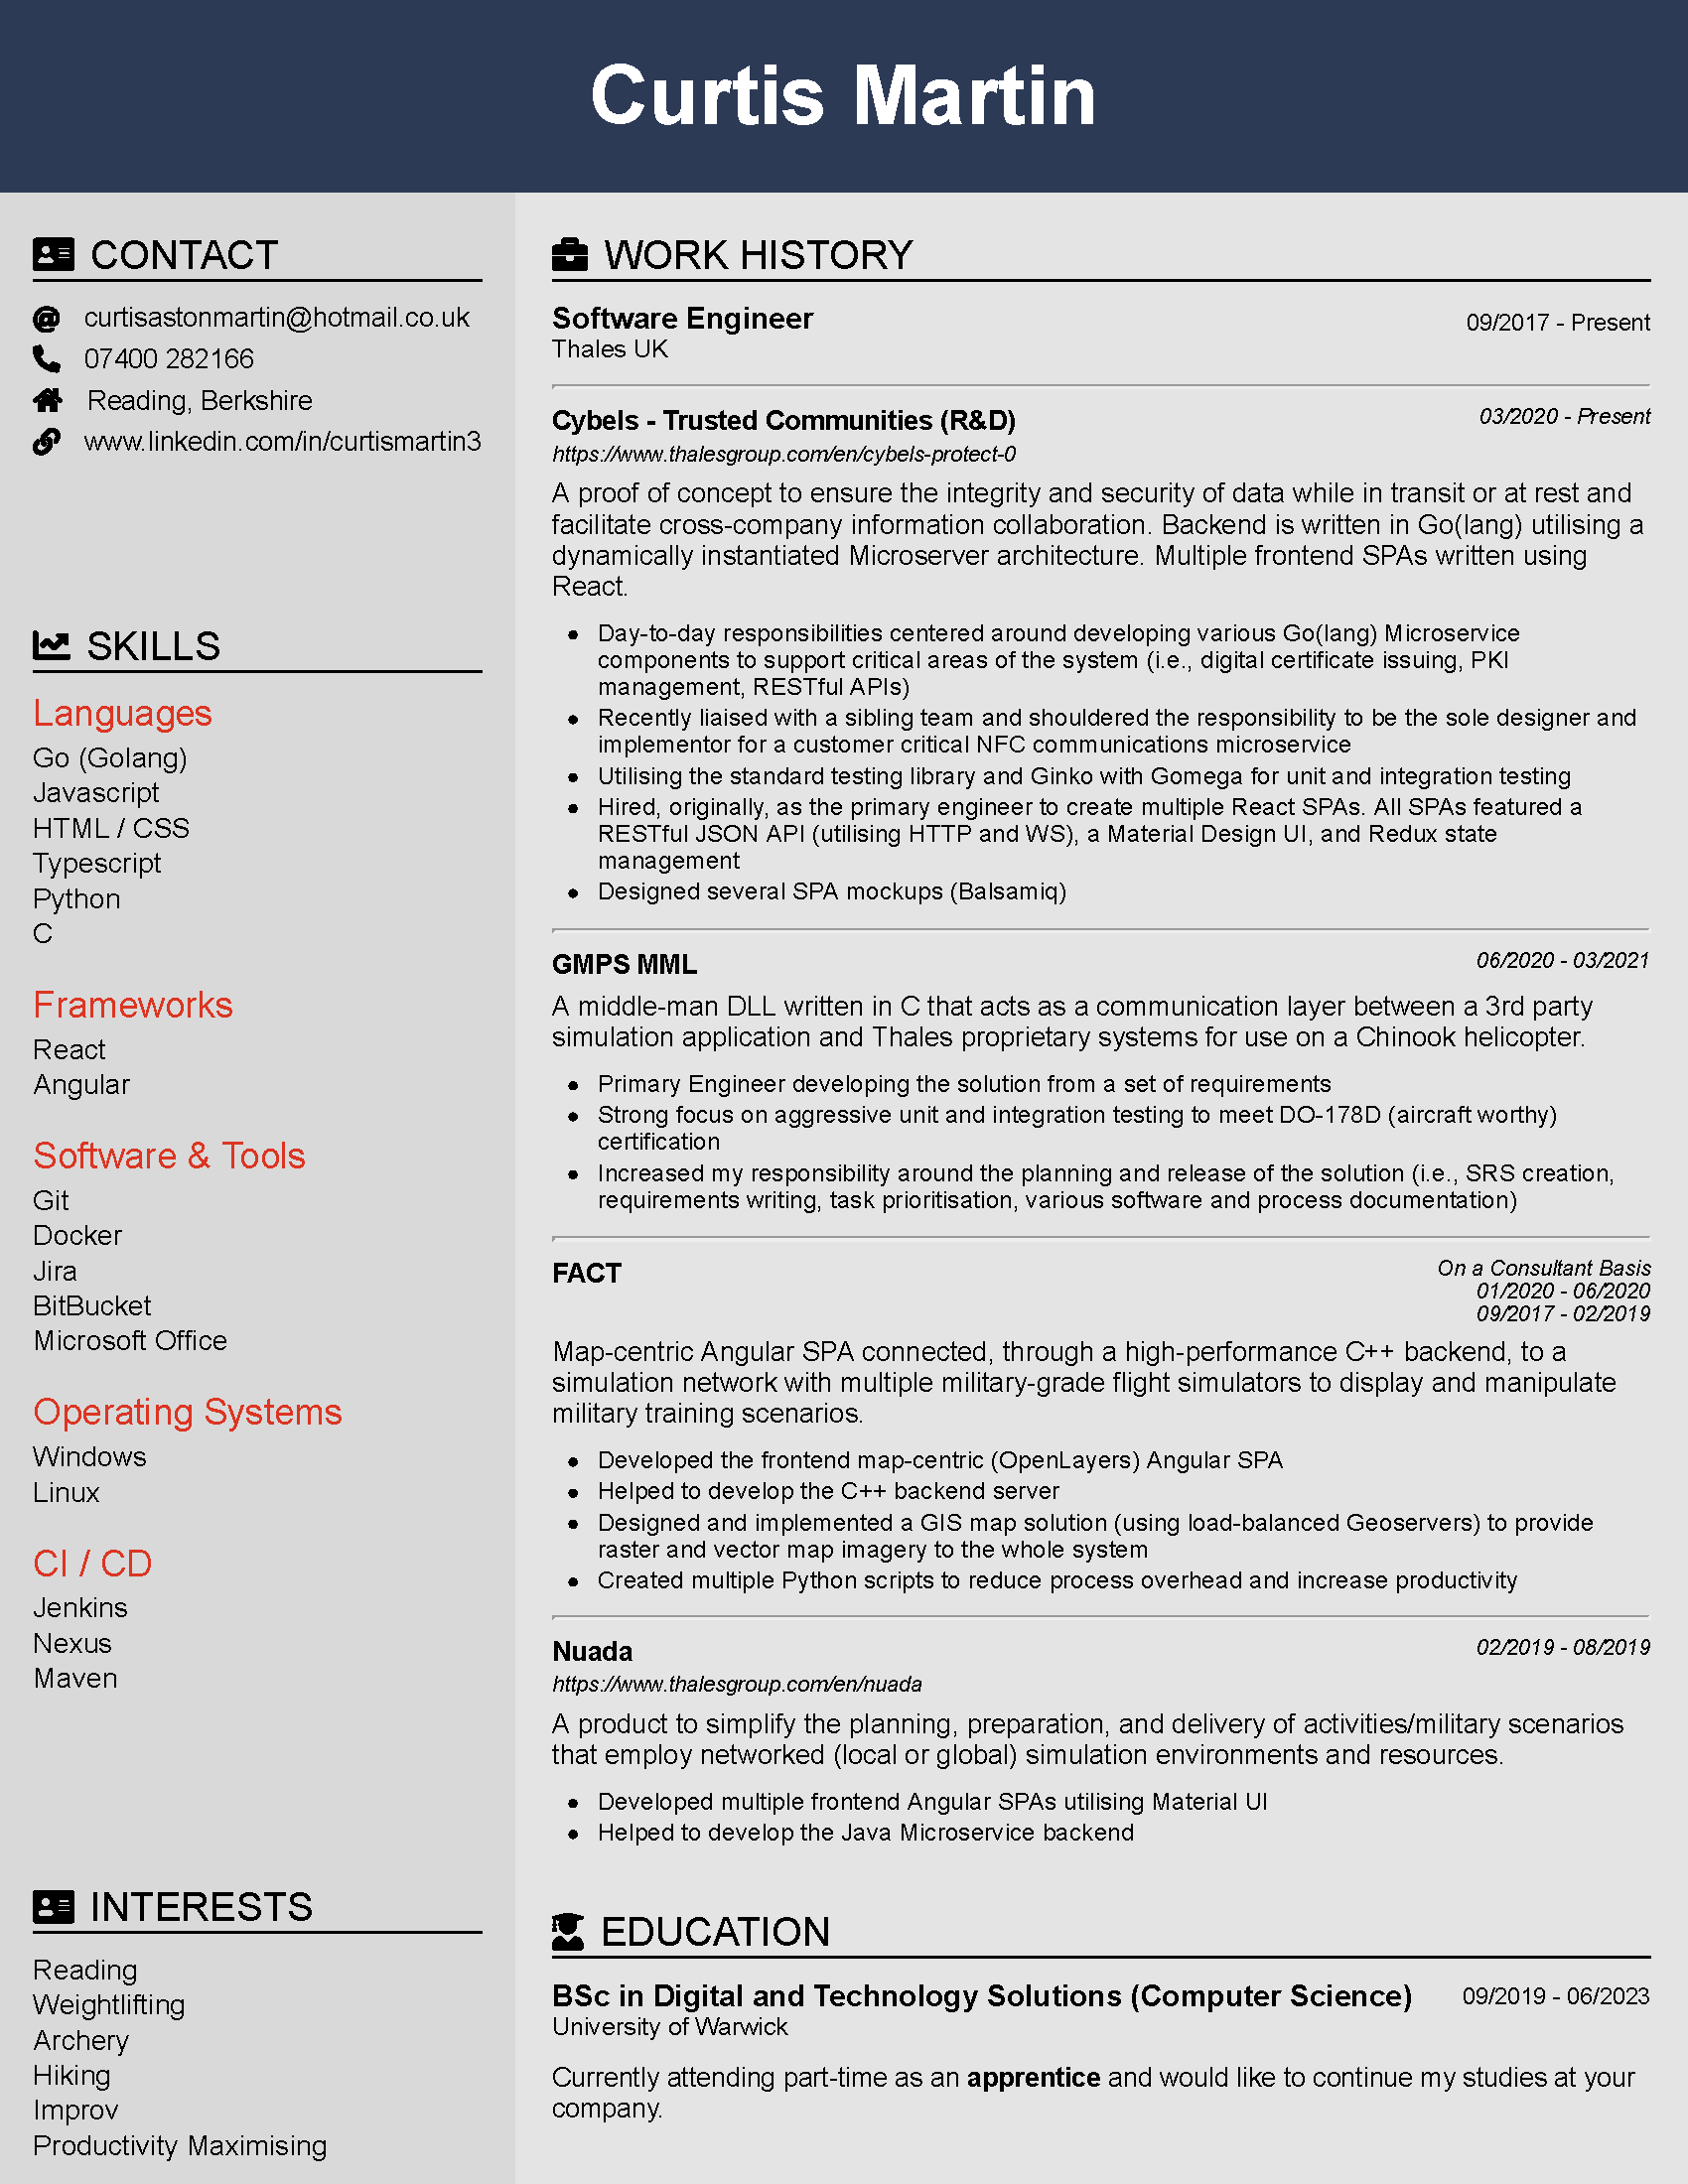 Curtis Martin
CONTACT
curtisastonmartin@hotmail.co.uk
07400 282166
Reading, Berkshire
www.linkedin.com/in/curtismartin3
SKILLS
Languages
Go (Golang)
Javascript
HTML / CSS
Typescript
Python
C
Frameworks
React
Angular
Software & Tools
Git
Docker
Jira
BitBucket
Microsoft Office
Operating Systems
Windows
Linux
CI / CD
Jenkins
Nexus
Maven
INTERESTS
Reading
Weightlifting
Archery
Hiking
Improv
Productivity Maximising
WORK HISTORY
Software Engineer 09/2017 - Present
Thales UK
Cybels - Trusted Communities (R&D) 03/2020 - Present
https://www.thalesgroup.com/en/cybels-protect-0
A proof of concept to ensure the integrity and security of data while in transit or at rest and
facilitate cross-company information collaboration. Backend is written in Go(lang) utilising a
dynamically instantiated Microserver architecture. Multiple frontend SPAs written using
React.
• Day-to-day responsibilities centered around developing various Go(lang) Microservice
components to support critical areas of the system (i.e., digital certificate issuing, PKI
management, RESTful APIs)
• Recently liaised with a sibling team and shouldered the responsibility to be the sole designer and
implementor for a customer critical NFC communications microservice
• Utilising the standard testing library and Ginko with Gomega for unit and integration testing
• Hired, originally, as the primary engineer to create multiple React SPAs. All SPAs featured a
RESTful JSON API (utilising HTTP and WS), a Material Design UI, and Redux state
management
• Designed several SPA mockups (Balsamiq)
GMPS MML 06/2020 - 03/2021
A middle-man DLL written in C that acts as a communication layer between a 3rd party
simulation application and Thales proprietary systems for use on a Chinook helicopter.
• Primary Engineer developing the solution from a set of requirements
• Strong focus on aggressive unit and integration testing to meet DO-178D (aircraft worthy)
certification
• Increased my responsibility around the planning and release of the solution (i.e., SRS creation,
requirements writing, task prioritisation, various software and process documentation)
FACT On a Consultant Basis
01/2020 - 06/2020
09/2017 - 02/2019
Map-centric Angular SPA connected, through a high-performance C++ backend, to a
simulation network with multiple military-grade flight simulators to display and manipulate
military training scenarios.
• Developed the frontend map-centric (OpenLayers) Angular SPA
• Helped to develop the C++ backend server
• Designed and implemented a GIS map solution (using load-balanced Geoservers) to provide
raster and vector map imagery to the whole system
• Created multiple Python scripts to reduce process overhead and increase productivity
Nuada 02/2019 - 08/2019
https://www.thalesgroup.com/en/nuada
A product to simplify the planning, preparation, and delivery of activities/military scenarios
that employ networked (local or global) simulation environments and resources.
• Developed multiple frontend Angular SPAs utilising Material UI
• Helped to develop the Java Microservice backend
EDUCATION
BSc in Digital and Technology Solutions (Computer Science) 09/2019 - 06/2023
University of Warwick
Currently attending part-time as an apprentice and would like to continue my studies at your
company.